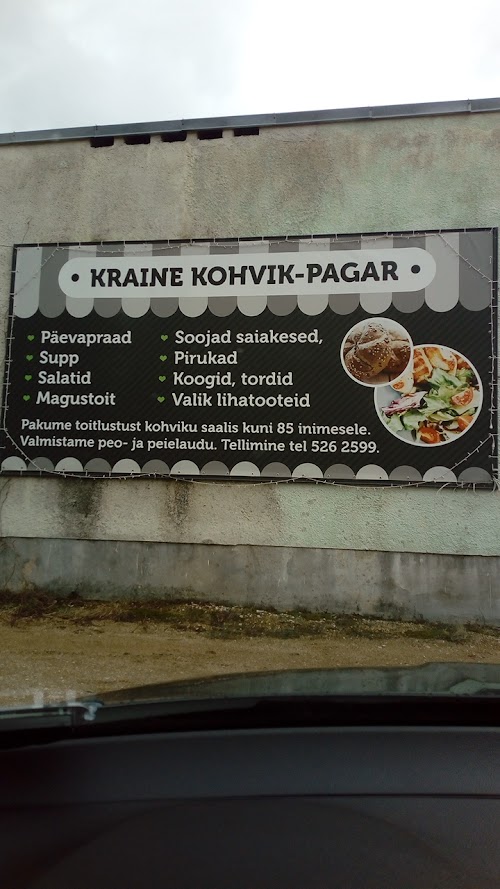 • KRAINE KOHVIK-PAGAR •
Päevapraad
Supp
Salatid
Magustoit
Soojad saiakesed,
Pirukad
Koogid, tordid
Valik lihatooteid
Pakume toitlustust kohviku saalis kuni 85 inimesele.
Valmistame peo- ja peielaudu. Tellimine tel 526 2599.